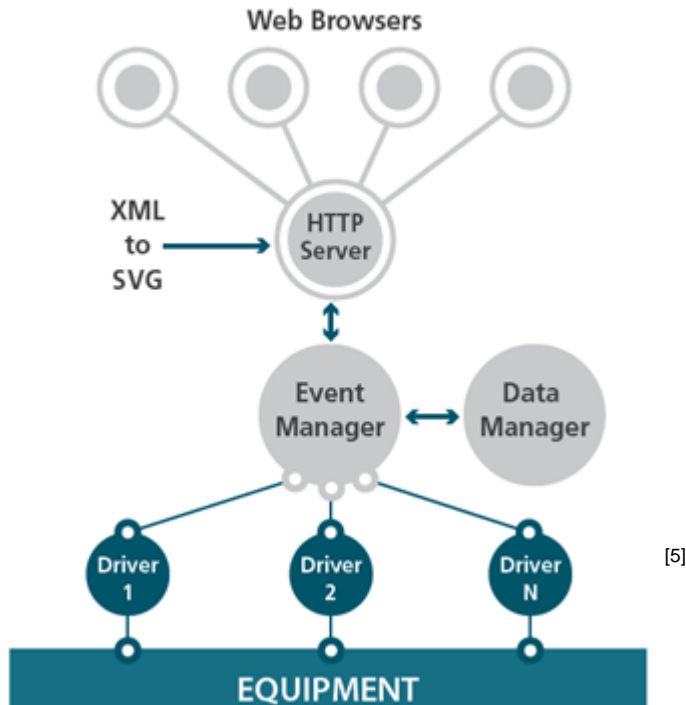 Web Browsers
XML
to
SVG
HTTP
Server
Event
Manager
Data
Manager
Driver
1
Driver
2
Driver
N
[5]
EQUIPMENT